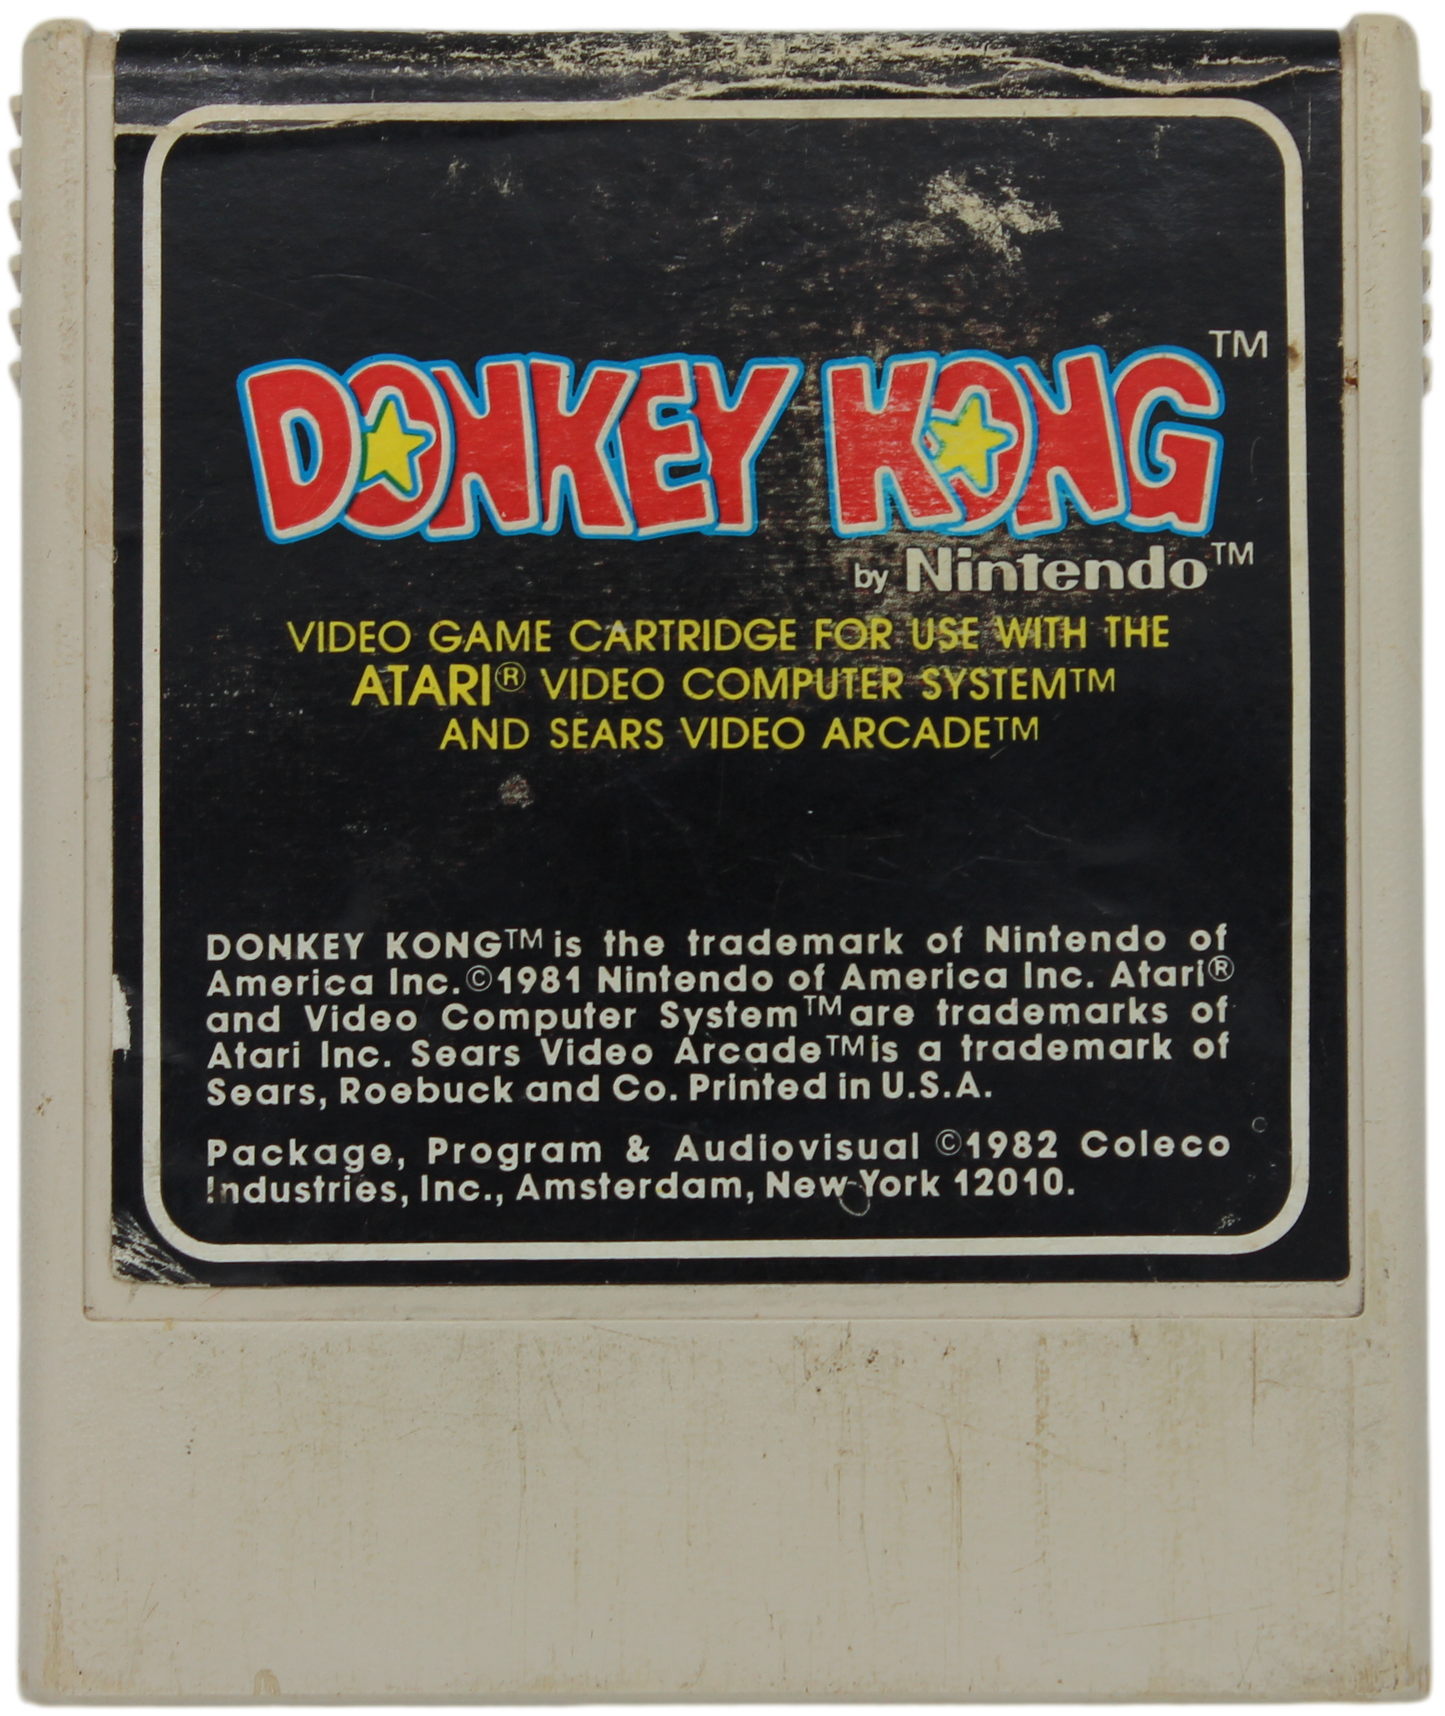 DONKEY KONG™
by Nintendo™
VIDEO GAME CARTRIDGE FOR USE WITH THE
ATARI® VIDEO COMPUTER SYSTEM™
AND SEARS VIDEO ARCADE™
DONKEY KONG™ is the trademark of Nintendo of
America Inc. ©1981 Nintendo of America Inc. Atari®
and Video Computer System™ are trademarks of
Atari Inc. Sears Video Arcade™ is a trademark of
Sears, Roebuck and Co. Printed in U.S.A.
Package, Program & Audiovisual ©1982 Coleco
Industries, Inc., Amsterdam, New York 12010.